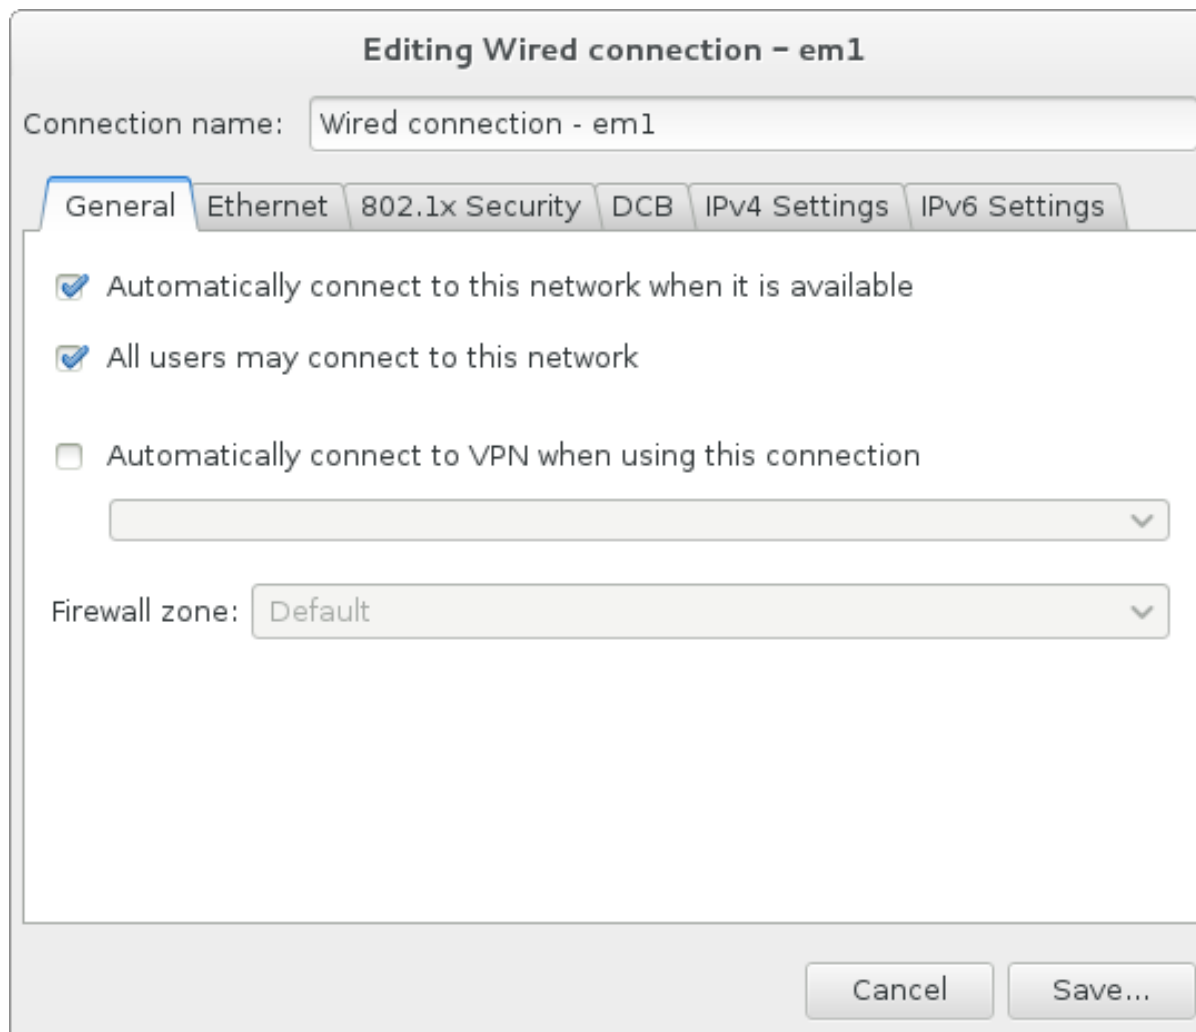 Editing Wired connection – em1
Connection name: Wired connection - em1
General Ethernet 802.1x Security DCB IPv4 Settings IPv6 Settings
Automatically connect to this network when it is available
All users may connect to this network
Automatically connect to VPN when using this connection
Firewall zone: Default
Cancel Save...